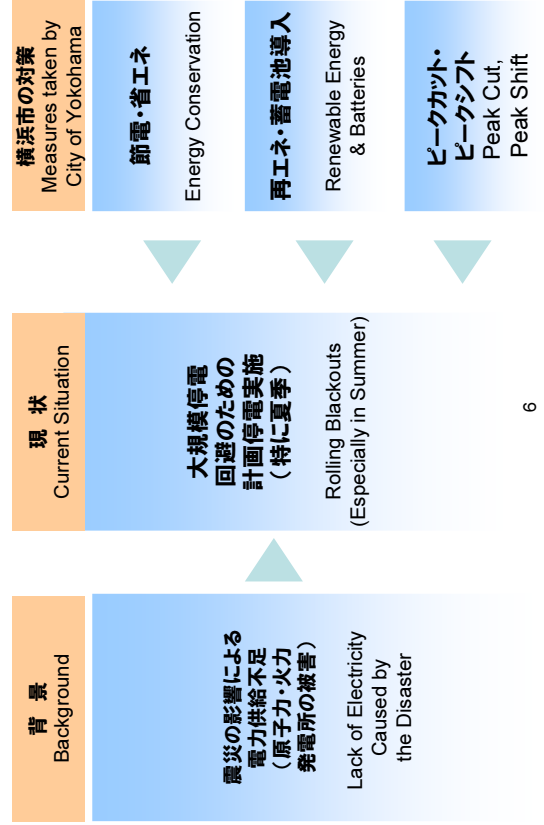 背 景
Background
震災の影響による
電力供給不足
（原子力・火力
発電所の被害）
Lack of Electricity
Caused by
the Disaster
現 状
Current Situation
大規模停電
回避のための
計画停電実施
（特に夏季）
Rolling Blackouts
(Especially in Summer)
横浜市の対策
Measures taken by
City of Yokohama
節電・省エネ
Energy Conservation
再エネ・蓄電池導入
Renewable Energy
& Batteries
ピークカット・
ピークシフト
Peak Cut,
Peak Shift
6